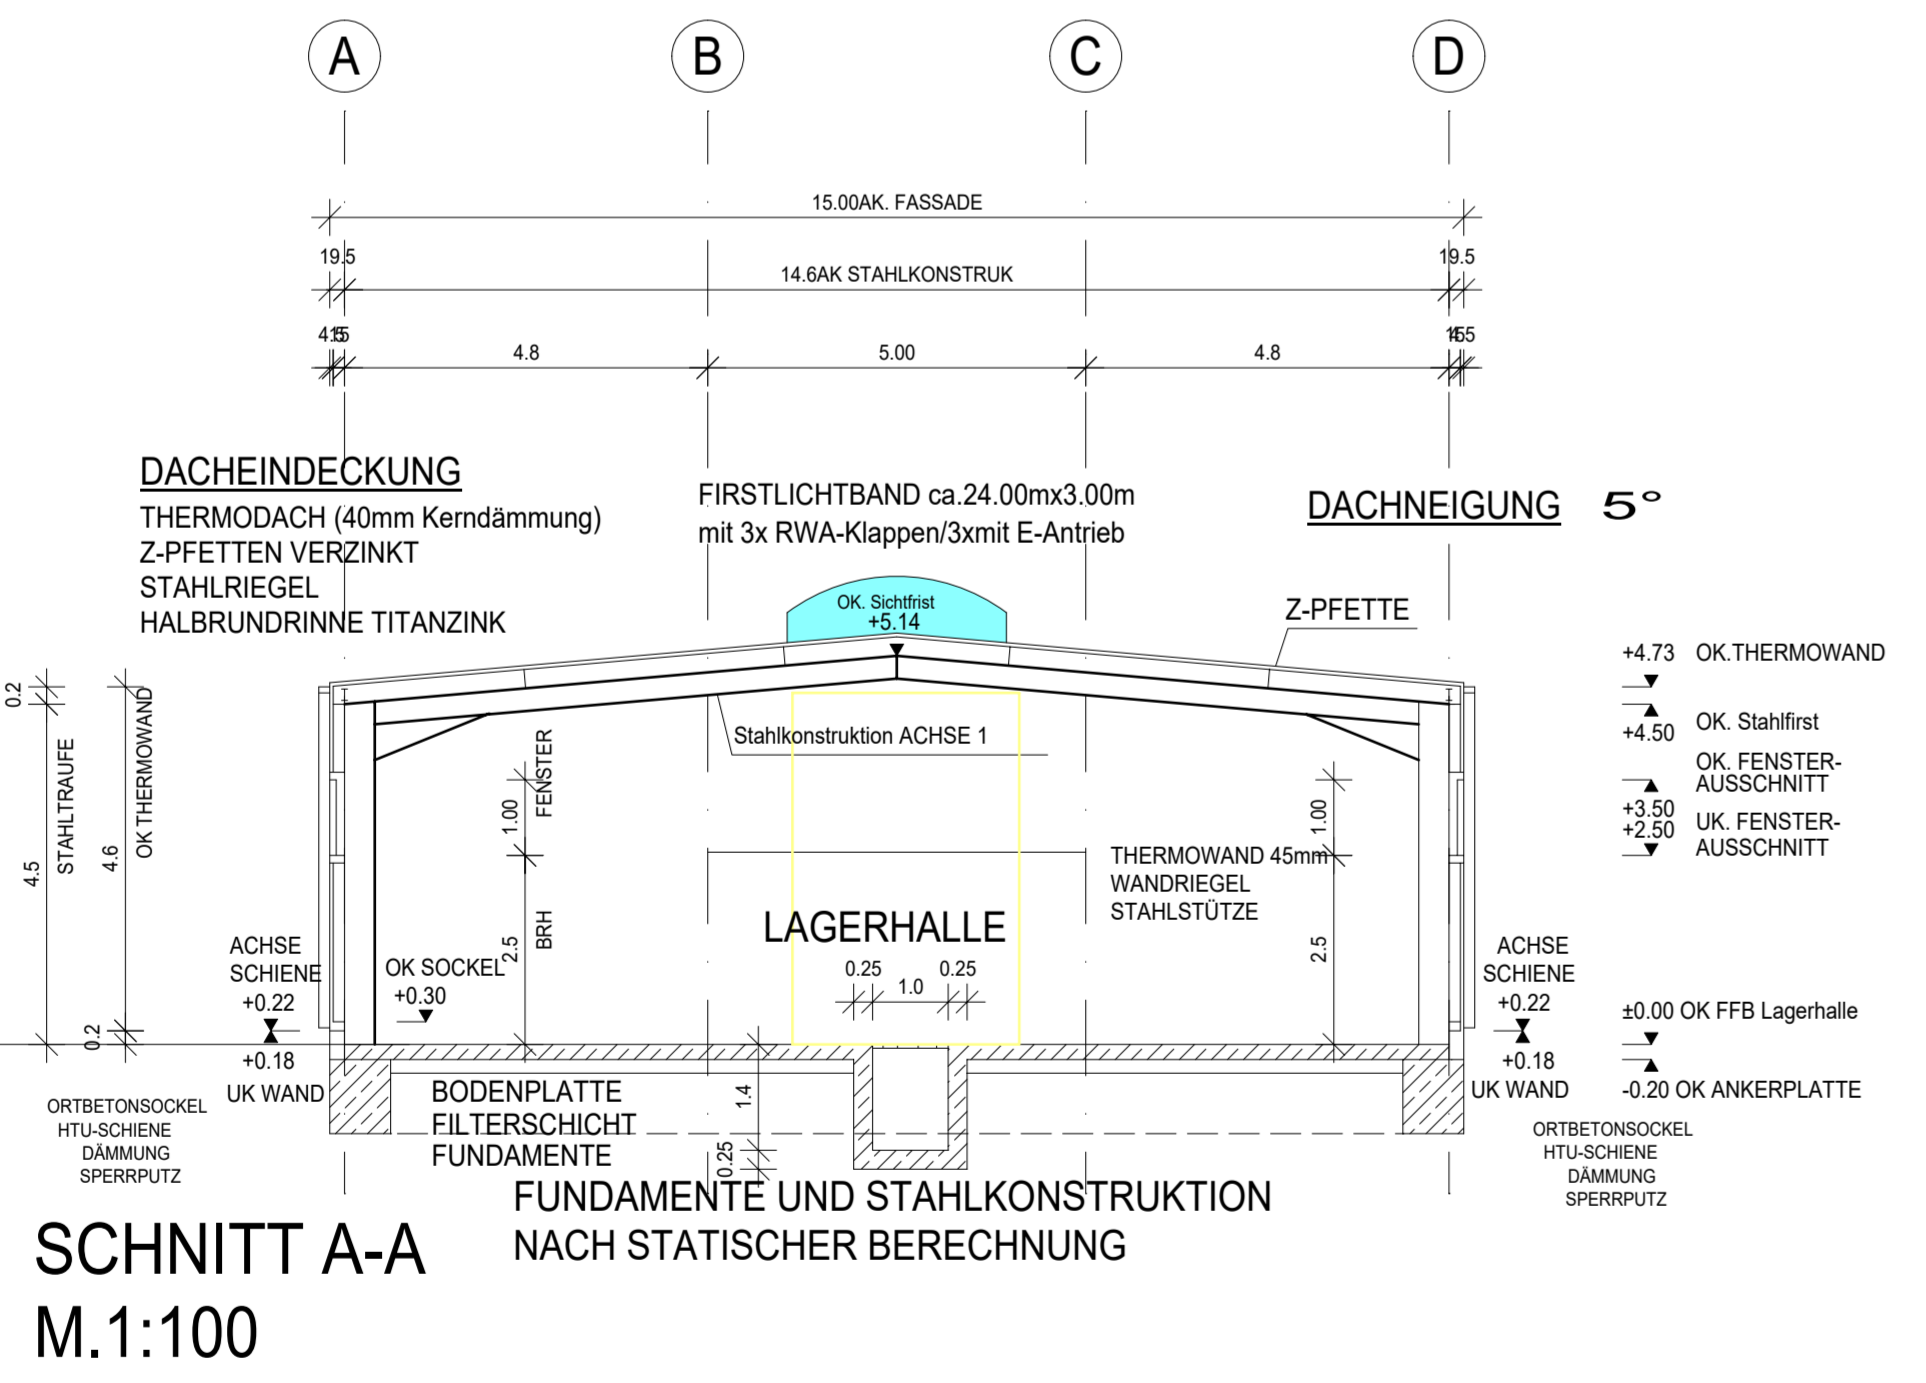 A
B
C
D
15.00AK. FASSADE
19.5
19.5
14.6AK STAHLKONSTRUK
4.5
15
15
4.5
4.8
5.00
4.8
DACHEINDECKUNG
THERMODACH (40mm Kerndämmung)
Z-PFETTEN VERZINKT
STAHLRIEGEL
HALBRUNDRINNE TITANZINK
FIRSTLICHTBAND ca.24.00mx3.00m
mit 3x RWA-Klappen/3xmit E-Antrieb
DACHNEIGUNG 5°
OK. Sichtfrist
+5.14
Z-PFETTE
+4.73 OK.THERMOWAND
+4.50 OK. Stahlfirst
OK. FENSTER-
AUSSCHNITT
+3.50
+2.50 UK. FENSTER-
AUSSCHNITT
0.2
4.5
STAHLTRAUFE
4.6
OK THERMOWAND
0.2
Stahlkonstruktion ACHSE 1
1.00
FENSTER
2.5
BRH
1.00
2.5
THERMOWAND 45mm
WANDRIEGEL
STAHLSTÜTZE
LAGERHALLE
0.25
1.0
0.25
ACHSE
SCHIENE
+0.22
+0.18
UK WAND
OK SOCKEL
+0.30
ACHSE
SCHIENE
+0.22
+0.18
UK WAND
±0.00 OK FFB Lagerhalle
-0.20 OK ANKERPLATTE
ORTBETONSOCKEL
HTU-SCHIENE
DÄMMUNG
SPERRPUTZ
BODENPLATTE
FILTERSCHICHT
FUNDAMENTE
1.4
0.25
ORTBETONSOCKEL
HTU-SCHIENE
DÄMMUNG
SPERRPUTZ
FUNDAMENTE UND STAHLKONSTRUKTION
NACH STATISCHER BERECHNUNG
SCHNITT A-A
M.1:100